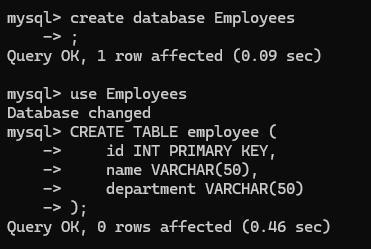 mysql> create database Employees
    -> ;
Query OK, 1 row affected (0.09 sec)
mysql> use Employees
Database changed
mysql> CREATE TABLE employee (
    ->     id INT PRIMARY KEY,
    ->     name VARCHAR(50),
    ->     department VARCHAR(50)
    -> );
Query OK, 0 rows affected (0.46 sec)